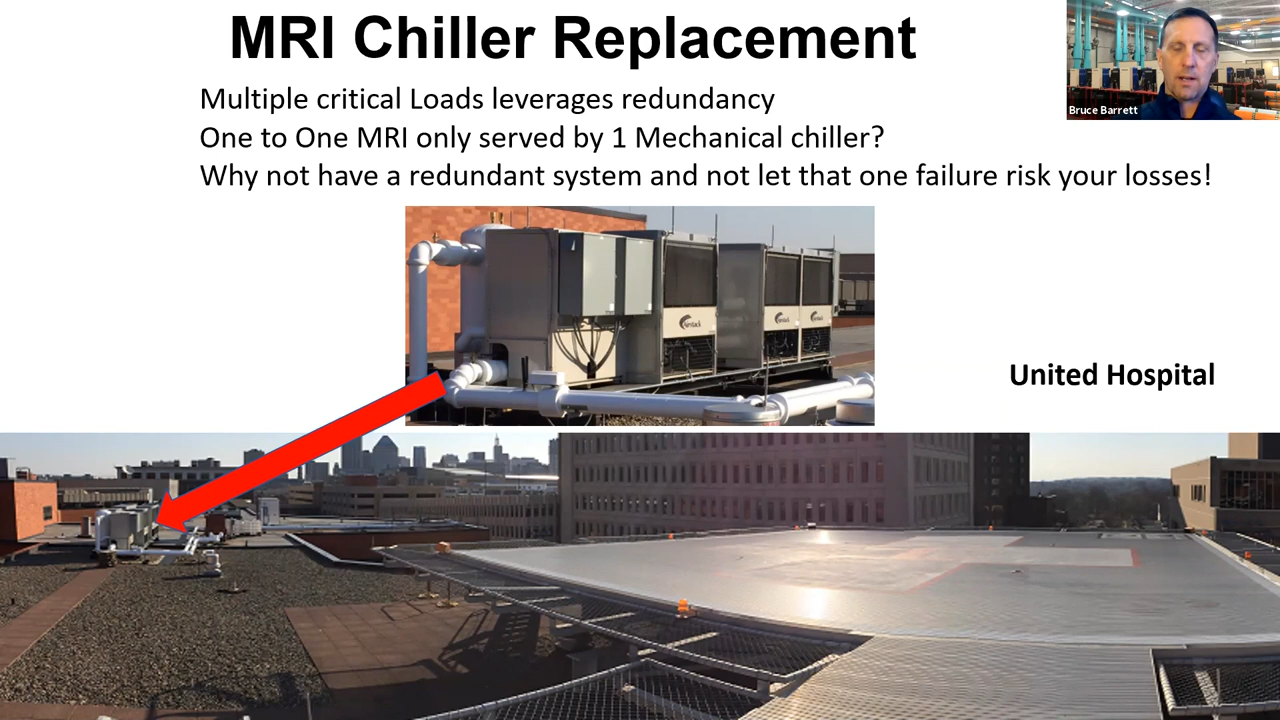 MRI Chiller Replacement
Bruce Barrett
Multiple critical Loads leverages redundancy
One to One MRI only served by 1 Mechanical chiller?
Why not have a redundant system and not let that one failure risk your losses!
United Hospital